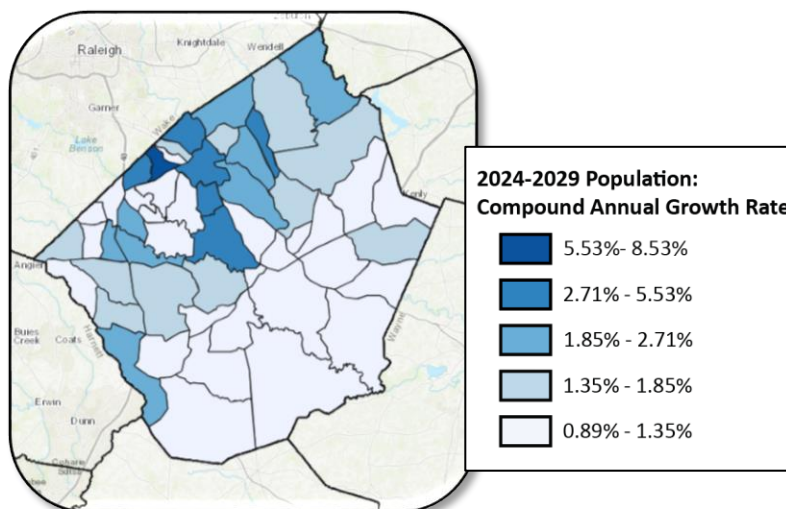 Knightdale
Wendell
Raleigh
Garner
Wake
Lake
Benson
40
401
Kenly
Angier
Buies
Creek
Coats
Harnett
Wayne
Erwin
Dunn
2024-2029 Population:
Compound Annual Growth Rate
5.53%- 8.53%
2.71% - 5.53%
1.85% - 2.71%
1.35% - 1.85%
0.89% - 1.35%